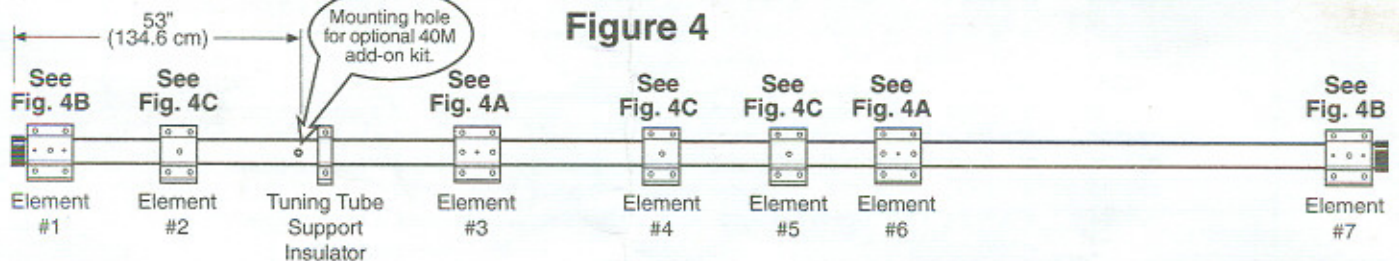 Figure 4
53"
(134.6 cm)
Mounting hole
for optional 40M
add-on kit.
See
Fig. 4B
See
Fig. 4C
See
Fig. 4A
See
Fig. 4C
See
Fig. 4C
See
Fig. 4A
See
Fig. 4B
Element
#1
Element
#2
Tuning Tube
Support
Insulator
Element
#3
Element
#4
Element
#5
Element
#6
Element
#7